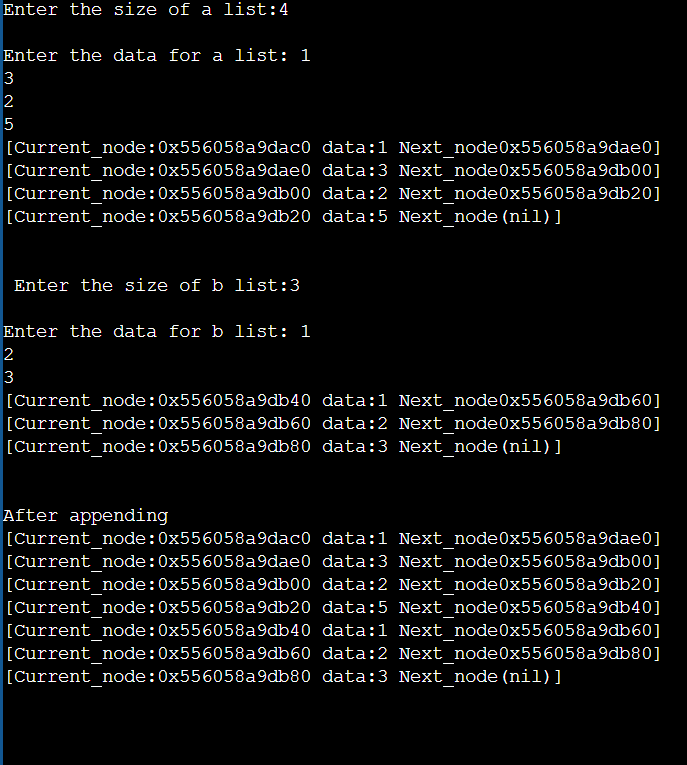 Enter the size of a list:4
Enter the data for a list: 1
3
2
5
[Current_node:0x556058a9dac0 data:1 Next_node0x556058a9dae0]
[Current_node:0x556058a9dae0 data:3 Next_node0x556058a9db00]
[Current_node:0x556058a9db00 data:2 Next_node0x556058a9db20]
[Current_node:0x556058a9db20 data:5 Next_node(nil)]
Enter the size of b list:3
Enter the data for b list: 1
2
3
[Current_node:0x556058a9db40 data:1 Next_node0x556058a9db60]
[Current_node:0x556058a9db60 data:2 Next_node0x556058a9db80]
[Current_node:0x556058a9db80 data:3 Next_node(nil)]
After appending
[Current_node:0x556058a9dac0 data:1 Next_node0x556058a9dae0]
[Current_node:0x556058a9dae0 data:3 Next_node0x556058a9db00]
[Current_node:0x556058a9db00 data:2 Next_node0x556058a9db20]
[Current_node:0x556058a9db20 data:5 Next_node0x556058a9db40]
[Current_node:0x556058a9db40 data:1 Next_node0x556058a9db60]
[Current_node:0x556058a9db60 data:2 Next_node0x556058a9db80]
[Current_node:0x556058a9db80 data:3 Next_node(nil)]